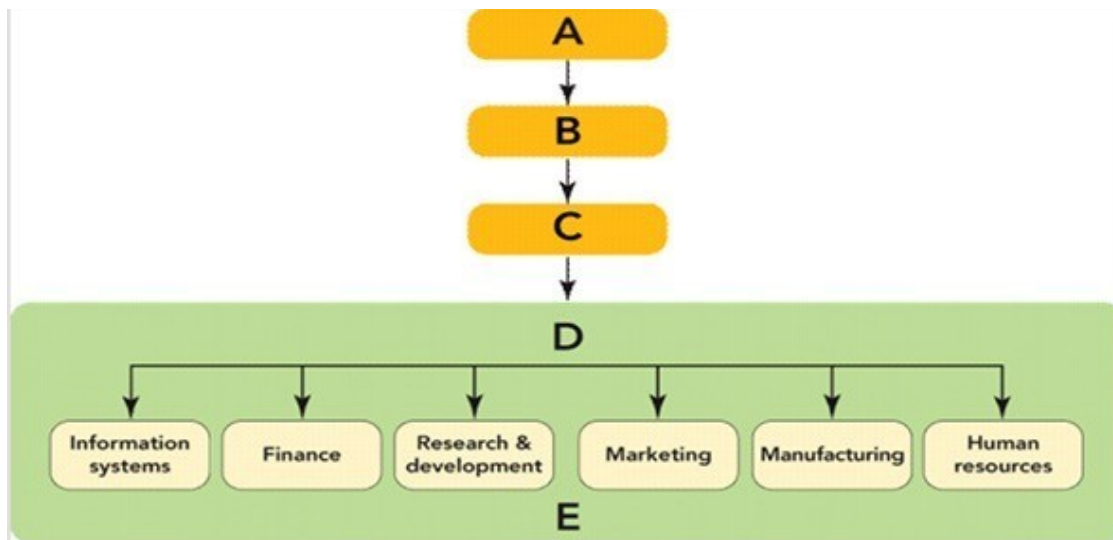 A
B
C
D
Information
systems
Finance
Research &
development
Marketing
Manufacturing
Human
resources
E